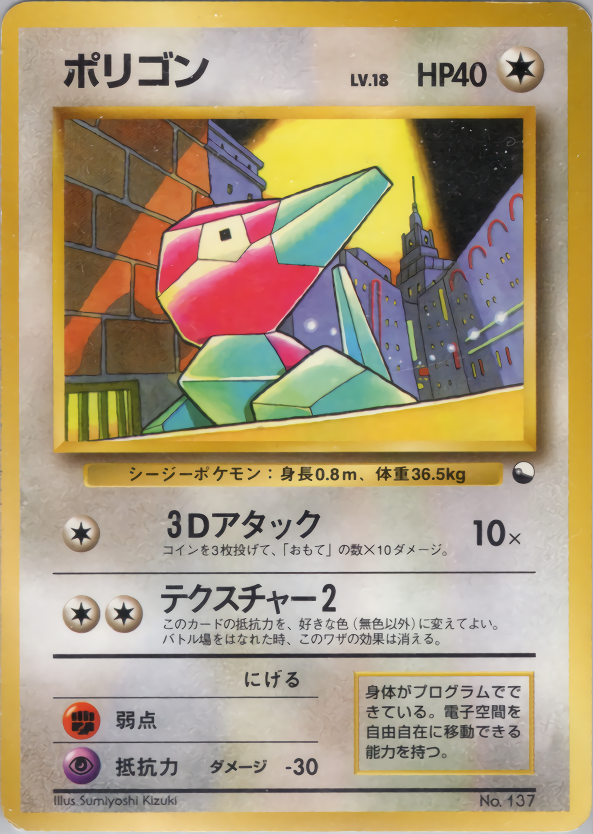 ポリゴン LV.18 HP40
シージーポケモン：身長0.8m、体重36.5kg
3Dアタック 10×
コインを3枚投げて、「おもて」の数×10ダメージ。
テクスチャー2
このカードの抵抗力を、好きな色（無色以外）に変えてよい。
バトル場をはなれた時、このワザの効果は消える。
にげる
弱点
抵抗力 ダメージ -30
身体がプログラムでで
きている。電子空間を
自由自在に移動できる
能力を持つ。
Illus Sumiyoshi Kizuki No. 137